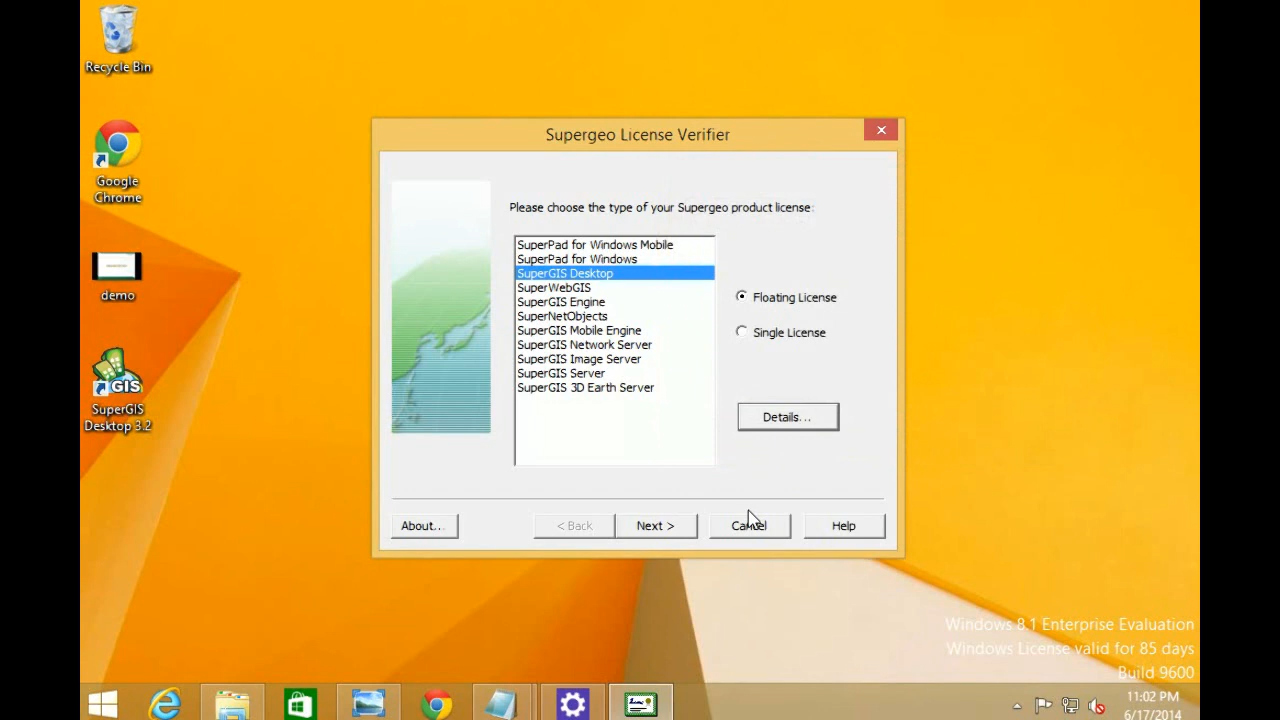 Recycle Bin
Google
Chrome
demo
GIS
SuperGIS
Desktop 3.2
Supergeo License Verifier
Please choose the type of your Supergeo product license:
SuperPad for Windows Mobile
SuperPad for Windows
SuperGIS Desktop
SuperWebGIS
SuperGIS Engine
SuperNetObjects
SuperGIS Mobile Engine
SuperGIS Network Server
SuperGIS Image Server
SuperGIS Server
SuperGIS 3D Earth Server
Floating License
Single License
Details...
About...
< Back
Next >
Cancel
Help
Windows 8.1 Enterprise Evaluation
Windows License valid for 85 days
Build 9600
11:02 PM
6/17/2014